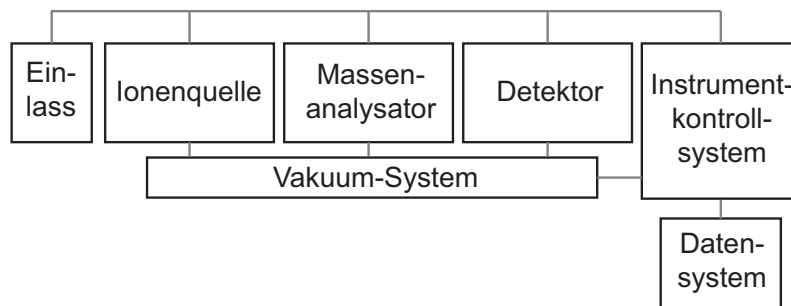 Ein-
lass
Ionenquelle
Massen-
analysator
Detektor
Instrument-
kontroll-
system
Vakuum-System
Daten-
system